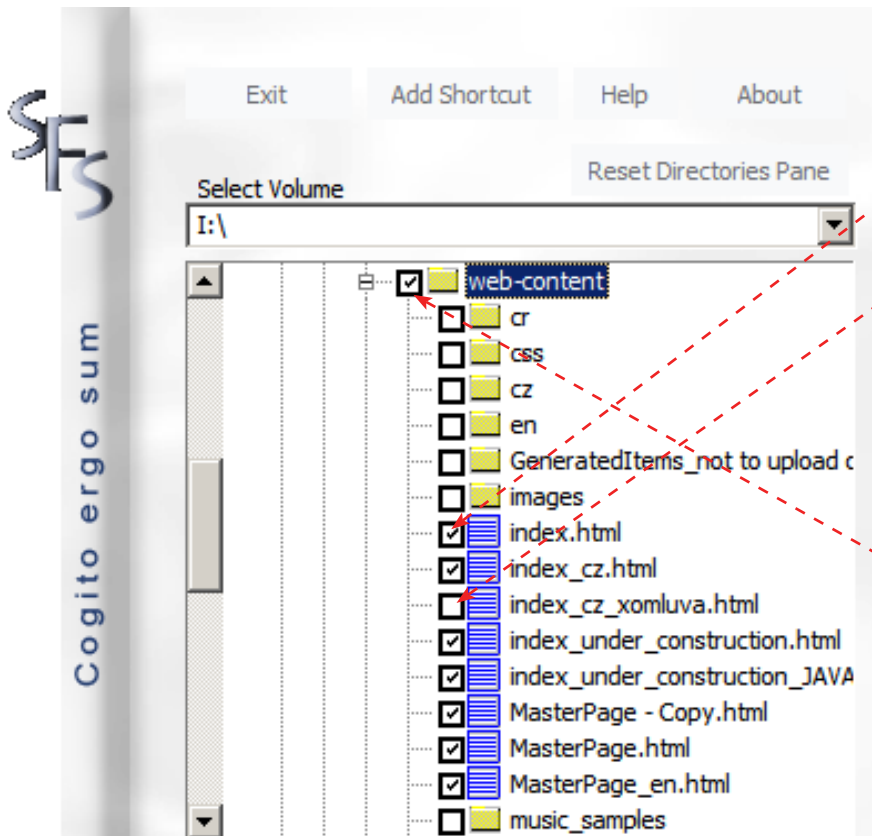 SFS
Exit Add Shortcut Help About
Reset Directories Pane
Select Volume
I:\
web-content
cr
css
cz
en
GeneratedItems_not to upload c
images
index.html
index_cz.html
index_cz_xomluva.html
index_under_construction.html
index_under_construction_JAVA
MasterPage - Copy.html
MasterPage.html
MasterPage_en.html
music_samples
Cogito ergo sum